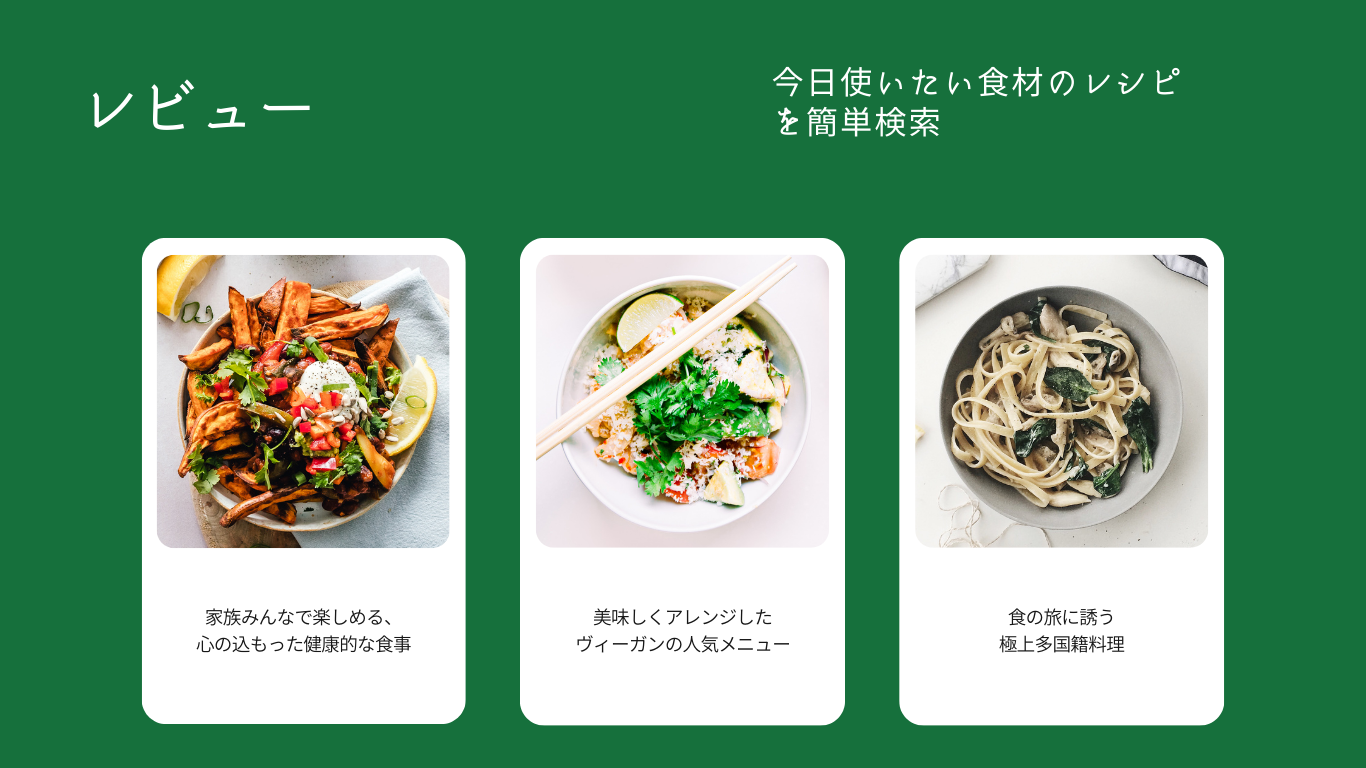 レビュー
今日使いたい食材のレシピ
を簡単検索
家族みんなで楽しめる、
心の込もった健康的な食事
美味しくアレンジした
ヴィーガンの人気メニュー
食の旅に誘う
極上多国籍料理